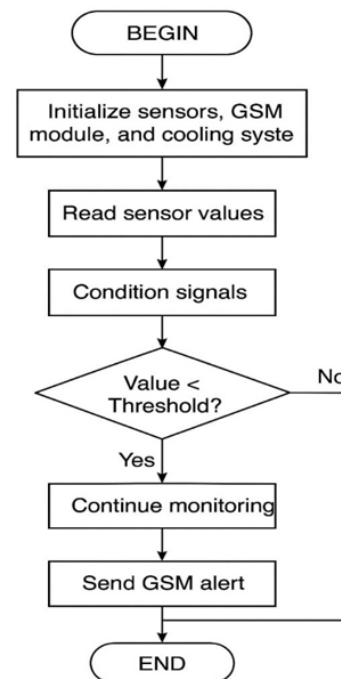 BEGIN
Initialize sensors, GSM
module, and cooling syste
Read sensor values
Condition signals
Value <
Threshold?
No
Yes
Continue monitoring
Send GSM alert
END